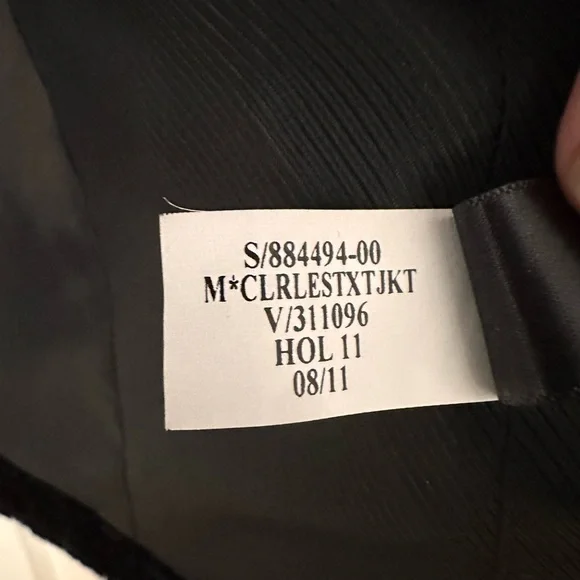 S/884494-00
M*CLRLESTXTJKT
V/311096
HOL 11
08/11